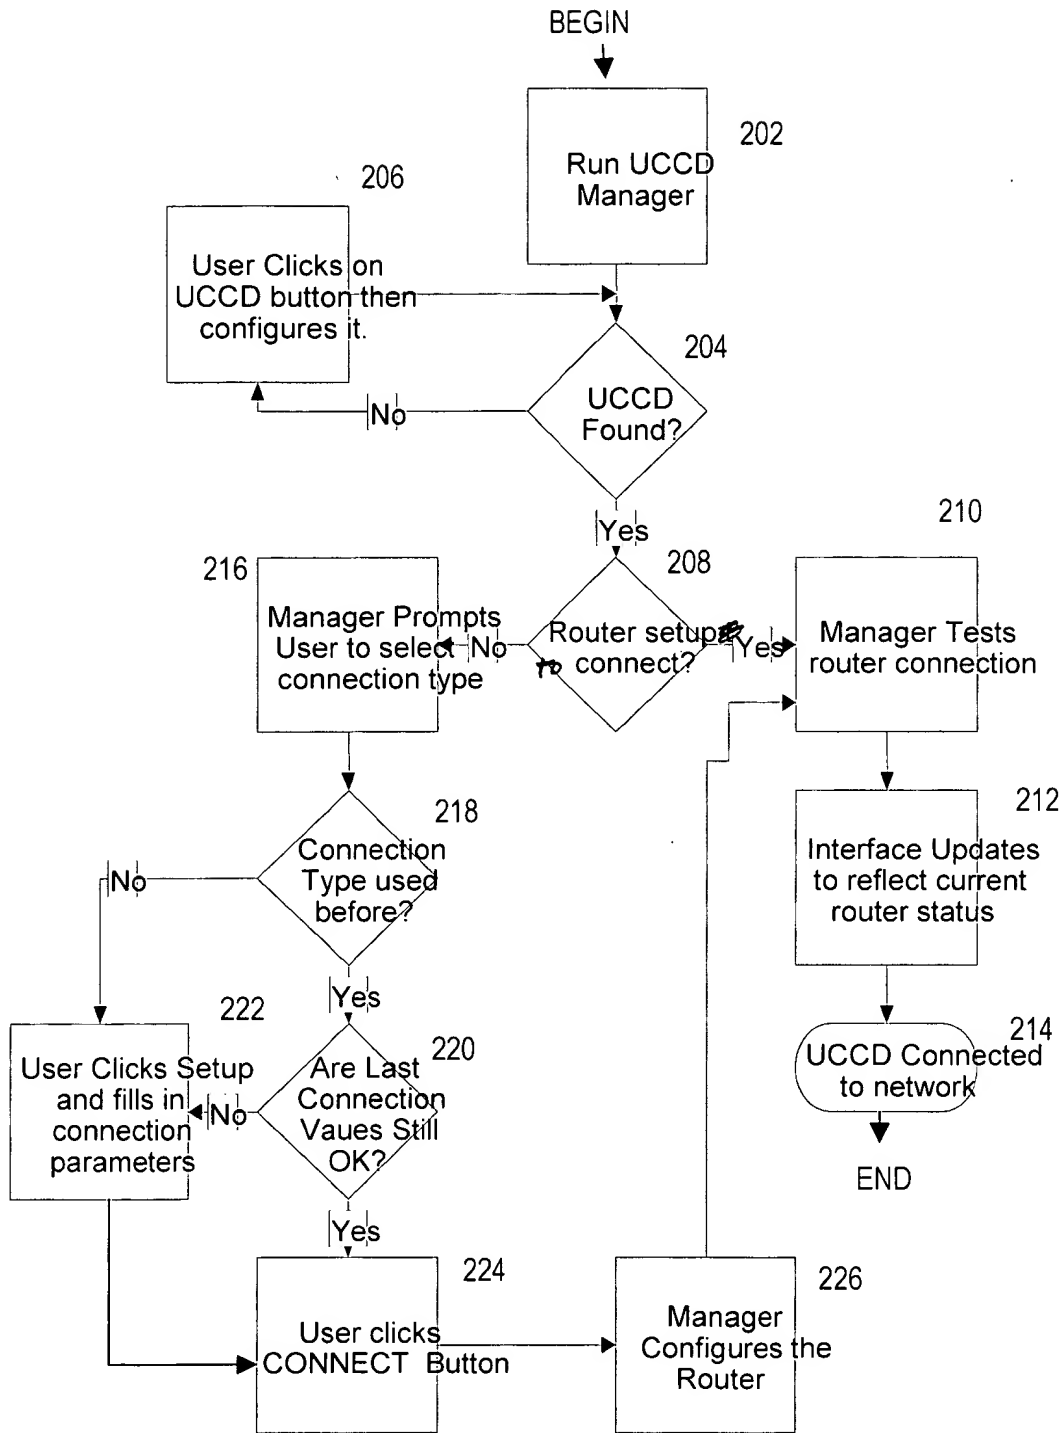 BEGIN
202
Run UCCD
Manager
206
User Clicks on
UCCD button then
configures it.
204
UCCD
Found?
No
Yes
210
216
208
Manager Prompts
User to select
connection type
No
Router setup
to connect?
Yes
Manager Tests
router connection
218
212
Connection
Type used
before?
No
Interface Updates
to reflect current
router status
Yes
222
220
214
User Clicks Setup
and fills in
connection
parameters
No
Are Last
Connection
Vaues Still
OK?
UCCD Connected
to network
END
Yes
224
226
User clicks
CONNECT Button
Manager
Configures the
Router